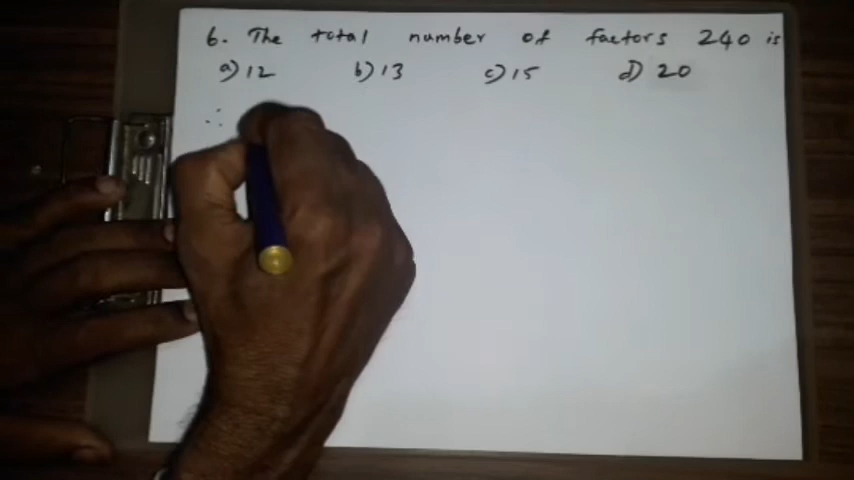 6. The total number of factors 240 is
a) 12 b) 13 c) 15 d) 20
∴